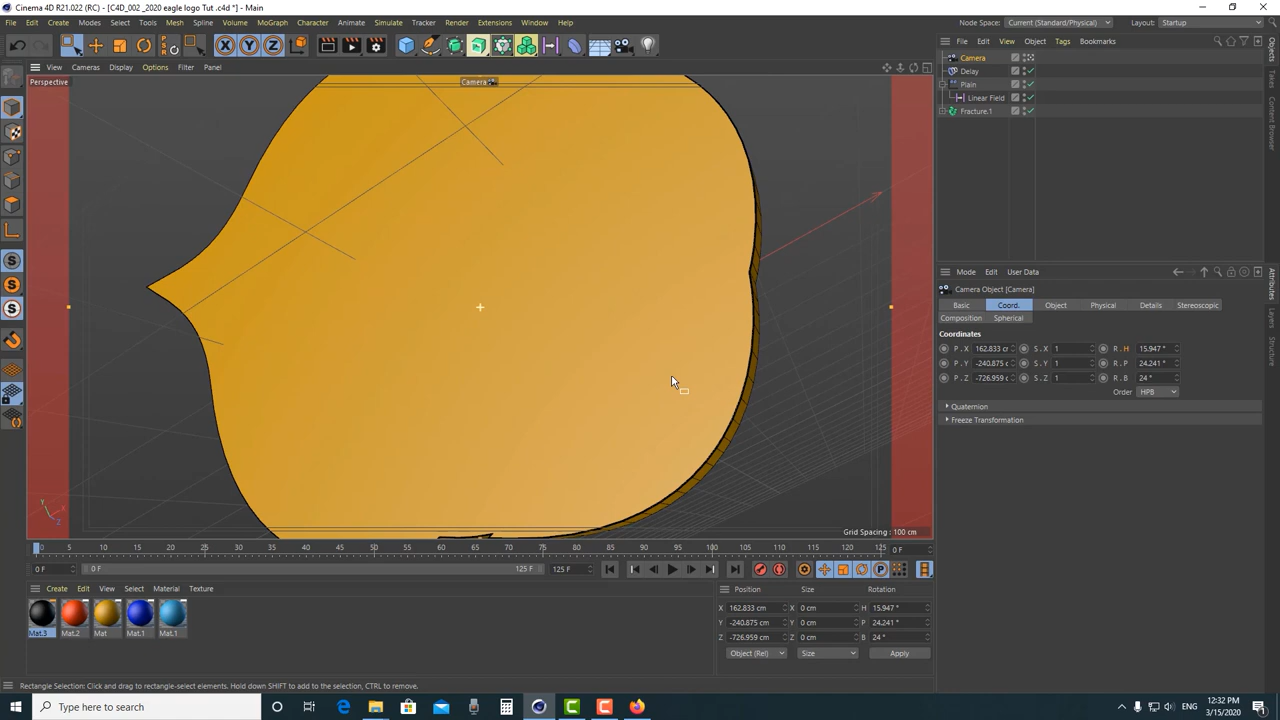 Cinema 4D R21.022 (RC) - [C4D_002 _2020 eagle logo Tut .c4d *] - Main
File Edit Create Modes Select Tools Mesh Spline Volume MoGraph Character Animate Simulate Tracker Render Extensions Window Help
Node Space: Current (Standard/Physical) Layout: Startup
X Y Z
File Edit View Object Tags Bookmarks
View Cameras Display Options Filter Panel
Perspective
Camera
Camera
Delay
Plain
Linear Field
Fracture.1
Objects
Takes
Content Browser
Mode Edit User Data
Camera Object [Camera]
Basic Coord. Object Physical Details Stereoscopic
Composition Spherical
Coordinates
P . X 162.833 c S . X 1 R . H 15.947 °
P . Y -240.875 c S . Y 1 R . P 24.241 °
P . Z -726.959 c S . Z 1 R . B 24 °
Order HPB
Quaternion
Freeze Transformation
Attributes
Layers
Structure
Y
Z
Grid Spacing : 100 cm
0 5 10 15 20 25 30 35 40 45 50 55 60 65 70 75 80 85 90 95 100 105 110 115 120 125 0 F
0 F 0 F 125 F 125 F
Create Edit View Select Material Texture
Mat.3 Mat.2 Mat Mat.1 Mat.1
Position Size Rotation
X 162.833 cm X 0 cm H 15.947 °
Y -240.875 cm Y 0 cm P 24.241 °
Z -726.959 cm Z 0 cm B 24 °
Object (Rel) Size Apply
Rectangle Selection: Click and drag to rectangle-select elements. Hold down SHIFT to add to the selection, CTRL to remove.
Type here to search
12:32 PM
3/15/2020